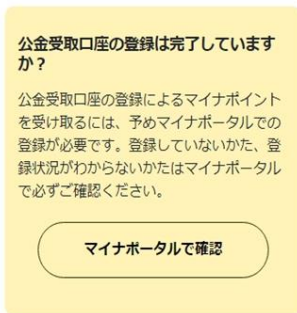 公金受取口座の登録は完了しています
か？
公金受取口座の登録によるマイナポイント
を受け取るには、予めマイナポータルでの
登録が必要です。登録していないかた、登
録状況がわからないかたはマイナポータル
で必ずご確認ください。
マイナポータルで確認